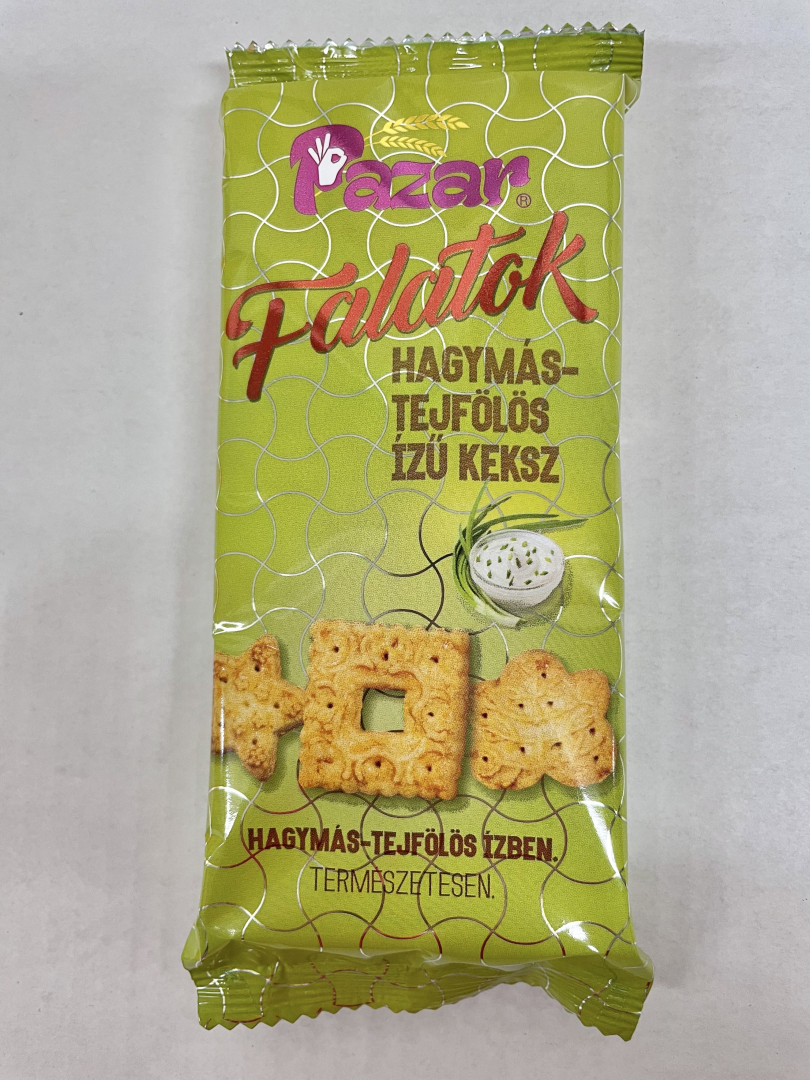 Pazar®
Falatok
HAGYMÁS-
TEJFÖLÖS
ÍZŰ KEKSZ
HAGYMÁS-TEJFÖLÖS ÍZBEN.
TERMÉSZETESEN.